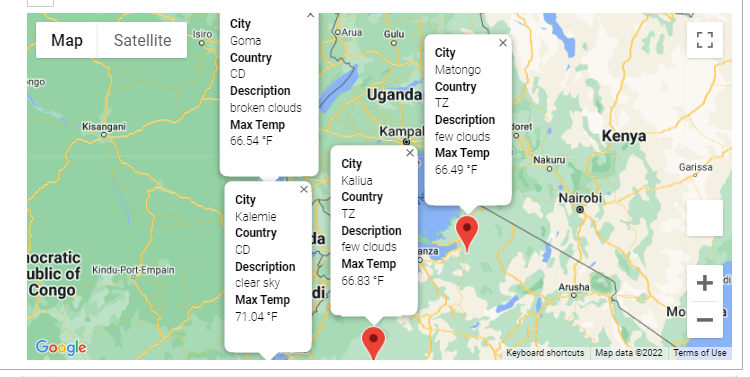 Map
Satellite
City
Goma
Country
CD
Description
broken clouds
Max Temp
66.54 °F
City
Matongo
Country
TZ
Description
few clouds
Max Temp
66.49 °F
City
Kaliua
Country
TZ
Description
few clouds
Max Temp
66.83 °F
City
Kalemie
Country
CD
Description
clear sky
Max Temp
71.04 °F
Isiro
Arua
Gulu
Uganda
Kampal
doret
Kenya
Kisangani
Nakuru
Garissa
Nairobi
ngo
nocratic
ublic of
Congo
Kindu-Port-Empain
da
anza
di
Arusha
Mo
Google
Keyboard shortcuts
Map data ©2022
Terms of Use